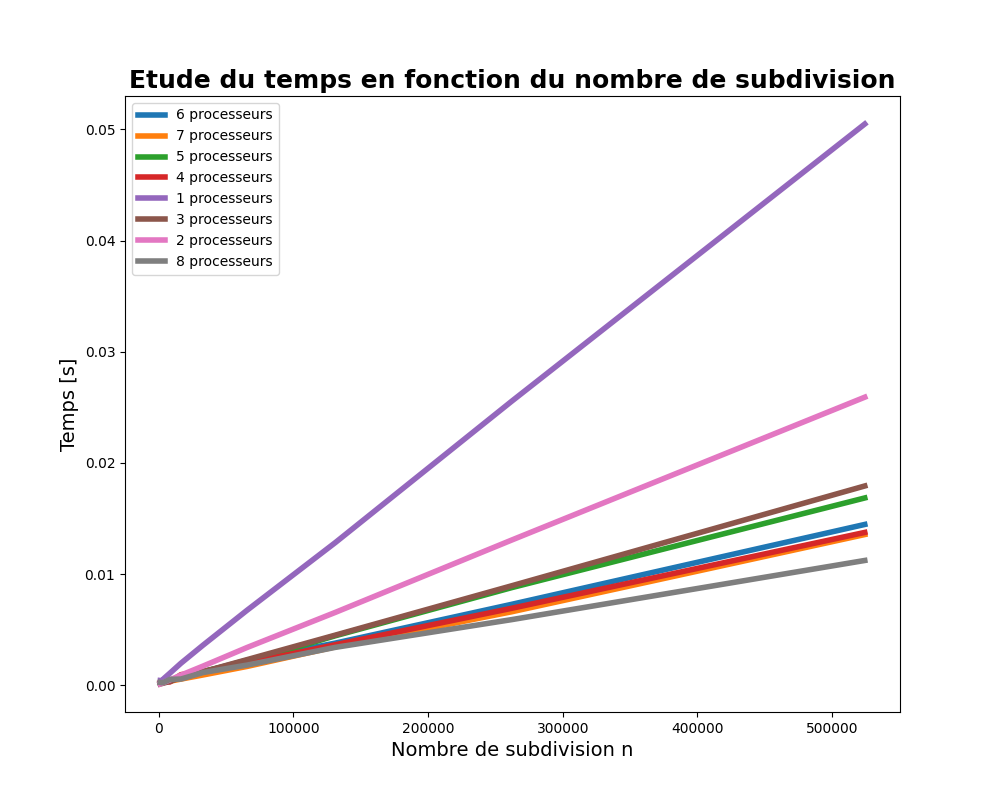 Etude du temps en fonction du nombre de subdivision
6 processeurs
7 processeurs
5 processeurs
4 processeurs
1 processeurs
3 processeurs
2 processeurs
8 processeurs
0.05
0.04
0.03
0.02
0.01
0.00
Temps [s]
0 100000 200000 300000 400000 500000
Nombre de subdivision n